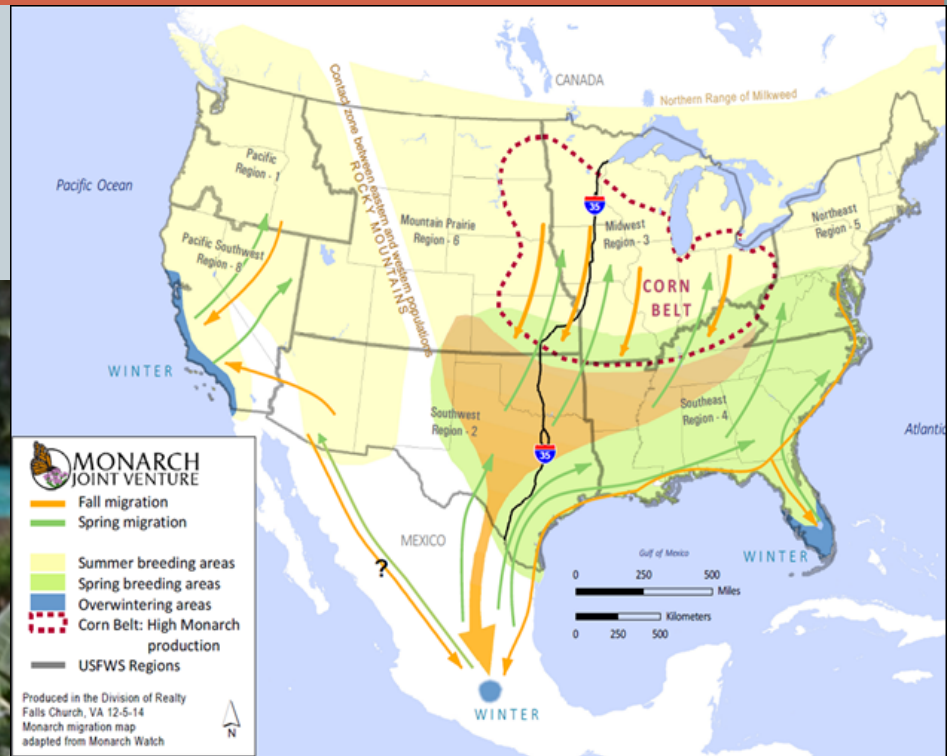 CANADA
Northern Range of Milkweed
Contact zone between eastern and western populations
ROCKY MOUNTAINS
Pacific Ocean
Pacific
Region - 1
Mountain Prairie
Region - 6
35
Midwest
Region - 3
Northeast
Region - 5
Pacific Southwest
Region - 8
CORN
BELT
WINTER
Southwest
Region - 2
Southeast
Region - 4
Atlantic
35
MEXICO
Gulf of Mexico
WINTER
0 250 500
Miles
Kilometers
0 250 500
WINTER
MONARCH
JOINT VENTURE
Fall migration
Spring migration
Summer breeding areas
Spring breeding areas
Overwintering areas
Corn Belt: High Monarch
production
USFWS Regions
?
Produced in the Division of Realty
Falls Church, VA 12-5-14
Monarch migration map
adapted from Monarch Watch
N